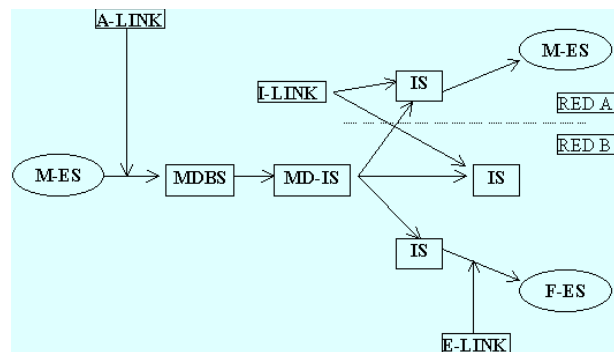 A-LINK
M-ES
IS
I-LINK
RED A
RED B
M-ES
MDBS
MD-IS
IS
IS
F-ES
E-LINK